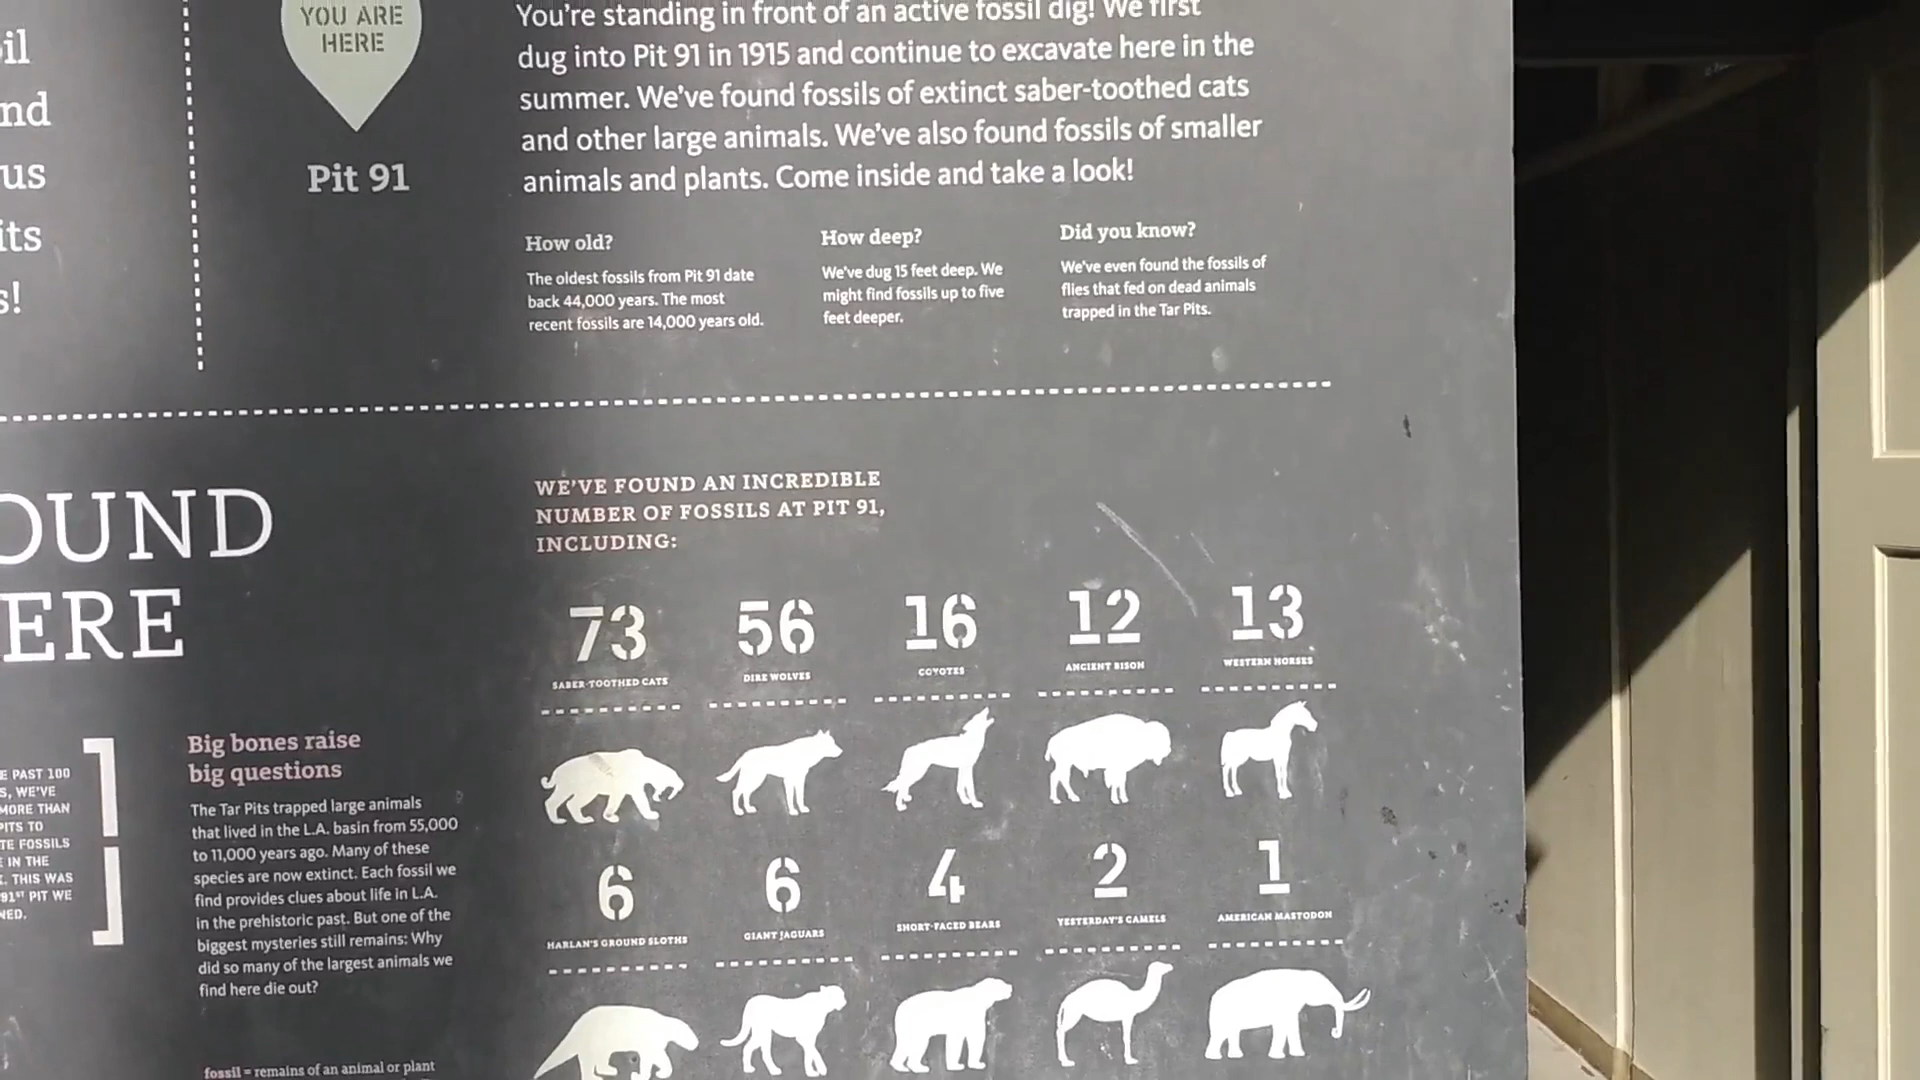 il
nd
us
its
s!
YOU ARE
HERE
Pit 91
You're standing in front of an active fossil dig! We first
dug into Pit 91 in 1915 and continue to excavate here in the
summer. We've found fossils of extinct saber-toothed cats
and other large animals. We've also found fossils of smaller
animals and plants. Come inside and take a look!
How old?
The oldest fossils from Pit 91 date
back 44,000 years. The most
recent fossils are 14,000 years old.
How deep?
We've dug 15 feet deep. We
might find fossils up to five
feet deeper.
Did you know?
We've even found the fossils of
flies that fed on dead animals
trapped in the Tar Pits.
OUND
ERE
E PAST 100
S, WE'VE
MORE THAN
PITS TO
TE FOSSILS
E IN THE
. THIS WAS
91ST PIT WE
NED.
Big bones raise
big questions
The Tar Pits trapped large animals
that lived in the L.A. basin from 55,000
to 11,000 years ago. Many of these
species are now extinct. Each fossil we
find provides clues about life in L.A.
in the prehistoric past. But one of the
biggest mysteries still remains: Why
did so many of the largest animals we
find here die out?
fossil = remains of an animal or plant
WE'VE FOUND AN INCREDIBLE
NUMBER OF FOSSILS AT PIT 91,
INCLUDING:
73
SABER-TOOTHED CATS
56
DIRE WOLVES
16
COYOTES
12
ANCIENT BISON
13
WESTERN HORSES
6
HARLAN'S GROUND SLOTHS
6
GIANT JAGUARS
4
SHORT-FACED BEARS
2
YESTERDAY'S CAMELS
1
AMERICAN MASTODON